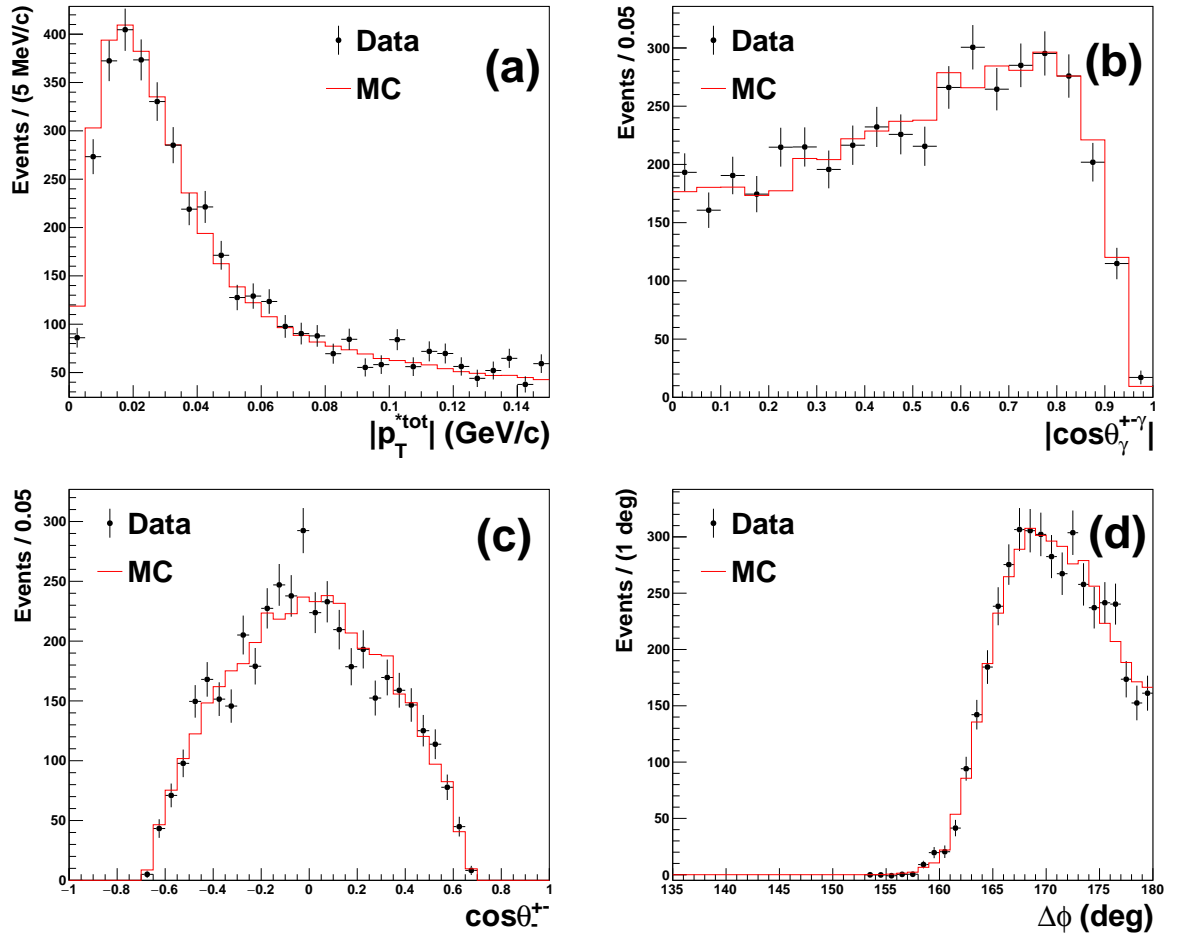 Events / (5 MeV/c)
400
350
300
250
200
150
100
50
Data
MC
(a)
0 0.02 0.04 0.06 0.08 0.1 0.12 0.14
|p_T^{*tot}| (GeV/c)
Events / 0.05
300
250
200
150
100
50
0
Data
MC
(b)
0 0.1 0.2 0.3 0.4 0.5 0.6 0.7 0.8 0.9 1
|cosθ_γ^{+-γ}|
Events / 0.05
300
250
200
150
100
50
0
Data
MC
(c)
−1 −0.8 −0.6 −0.4 −0.2 0 0.2 0.4 0.6 0.8 1
cosθ_-^{+-}
Events / (1 deg)
300
250
200
150
100
50
0
Data
MC
(d)
135 140 145 150 155 160 165 170 175 180
Δϕ (deg)